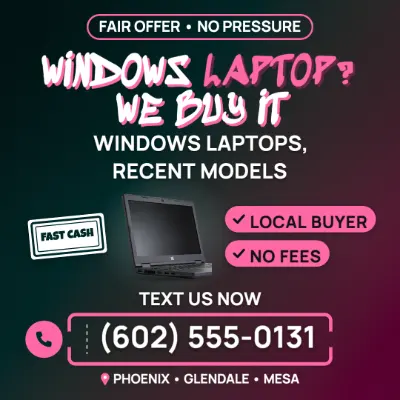 FAIR OFFER • NO PRESSURE
WINDOWS LAPTOP?
WE BUY IT
WINDOWS LAPTOPS,
RECENT MODELS
FAST CASH
LOCAL BUYER
NO FEES
TEXT US NOW
(602) 555-0131
PHOENIX • GLENDALE • MESA